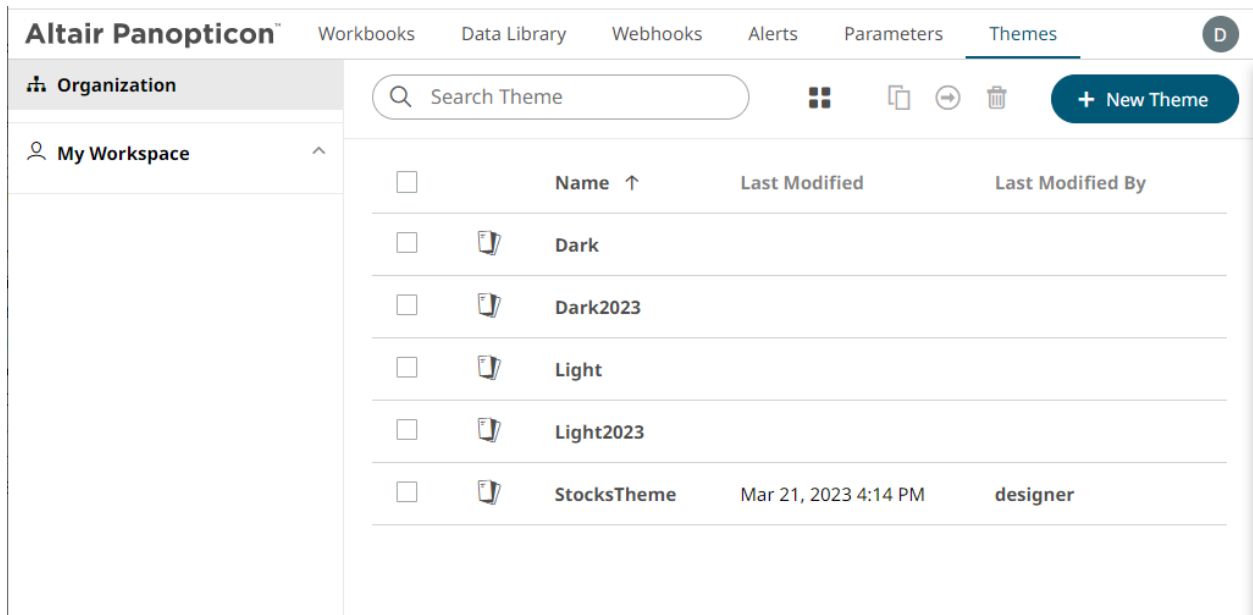 Altair Panopticon™ Workbooks Data Library Webhooks Alerts Parameters Themes D
Organization
Search Theme
+ New Theme
My Workspace
Name ↑ Last Modified Last Modified By
Dark
Dark2023
Light
Light2023
StocksTheme Mar 21, 2023 4:14 PM designer